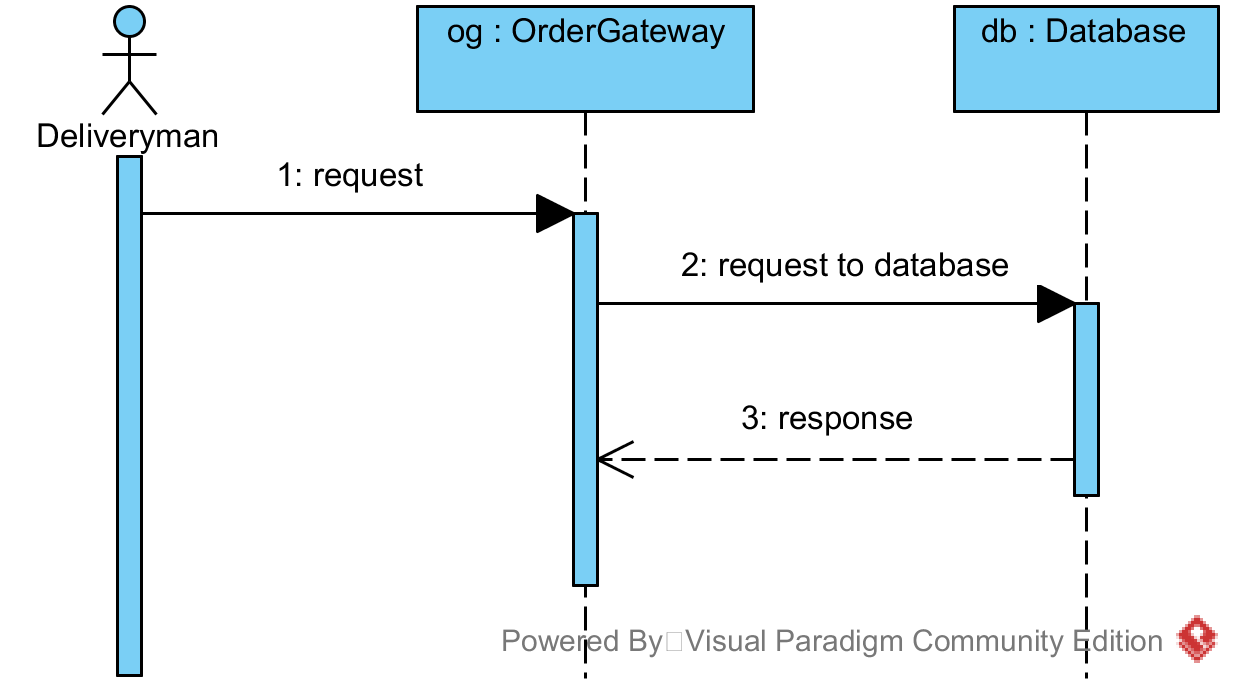 og : OrderGateway
db : Database
Deliveryman
1: request
2: request to database
3: response
Powered By Visual Paradigm Community Edition